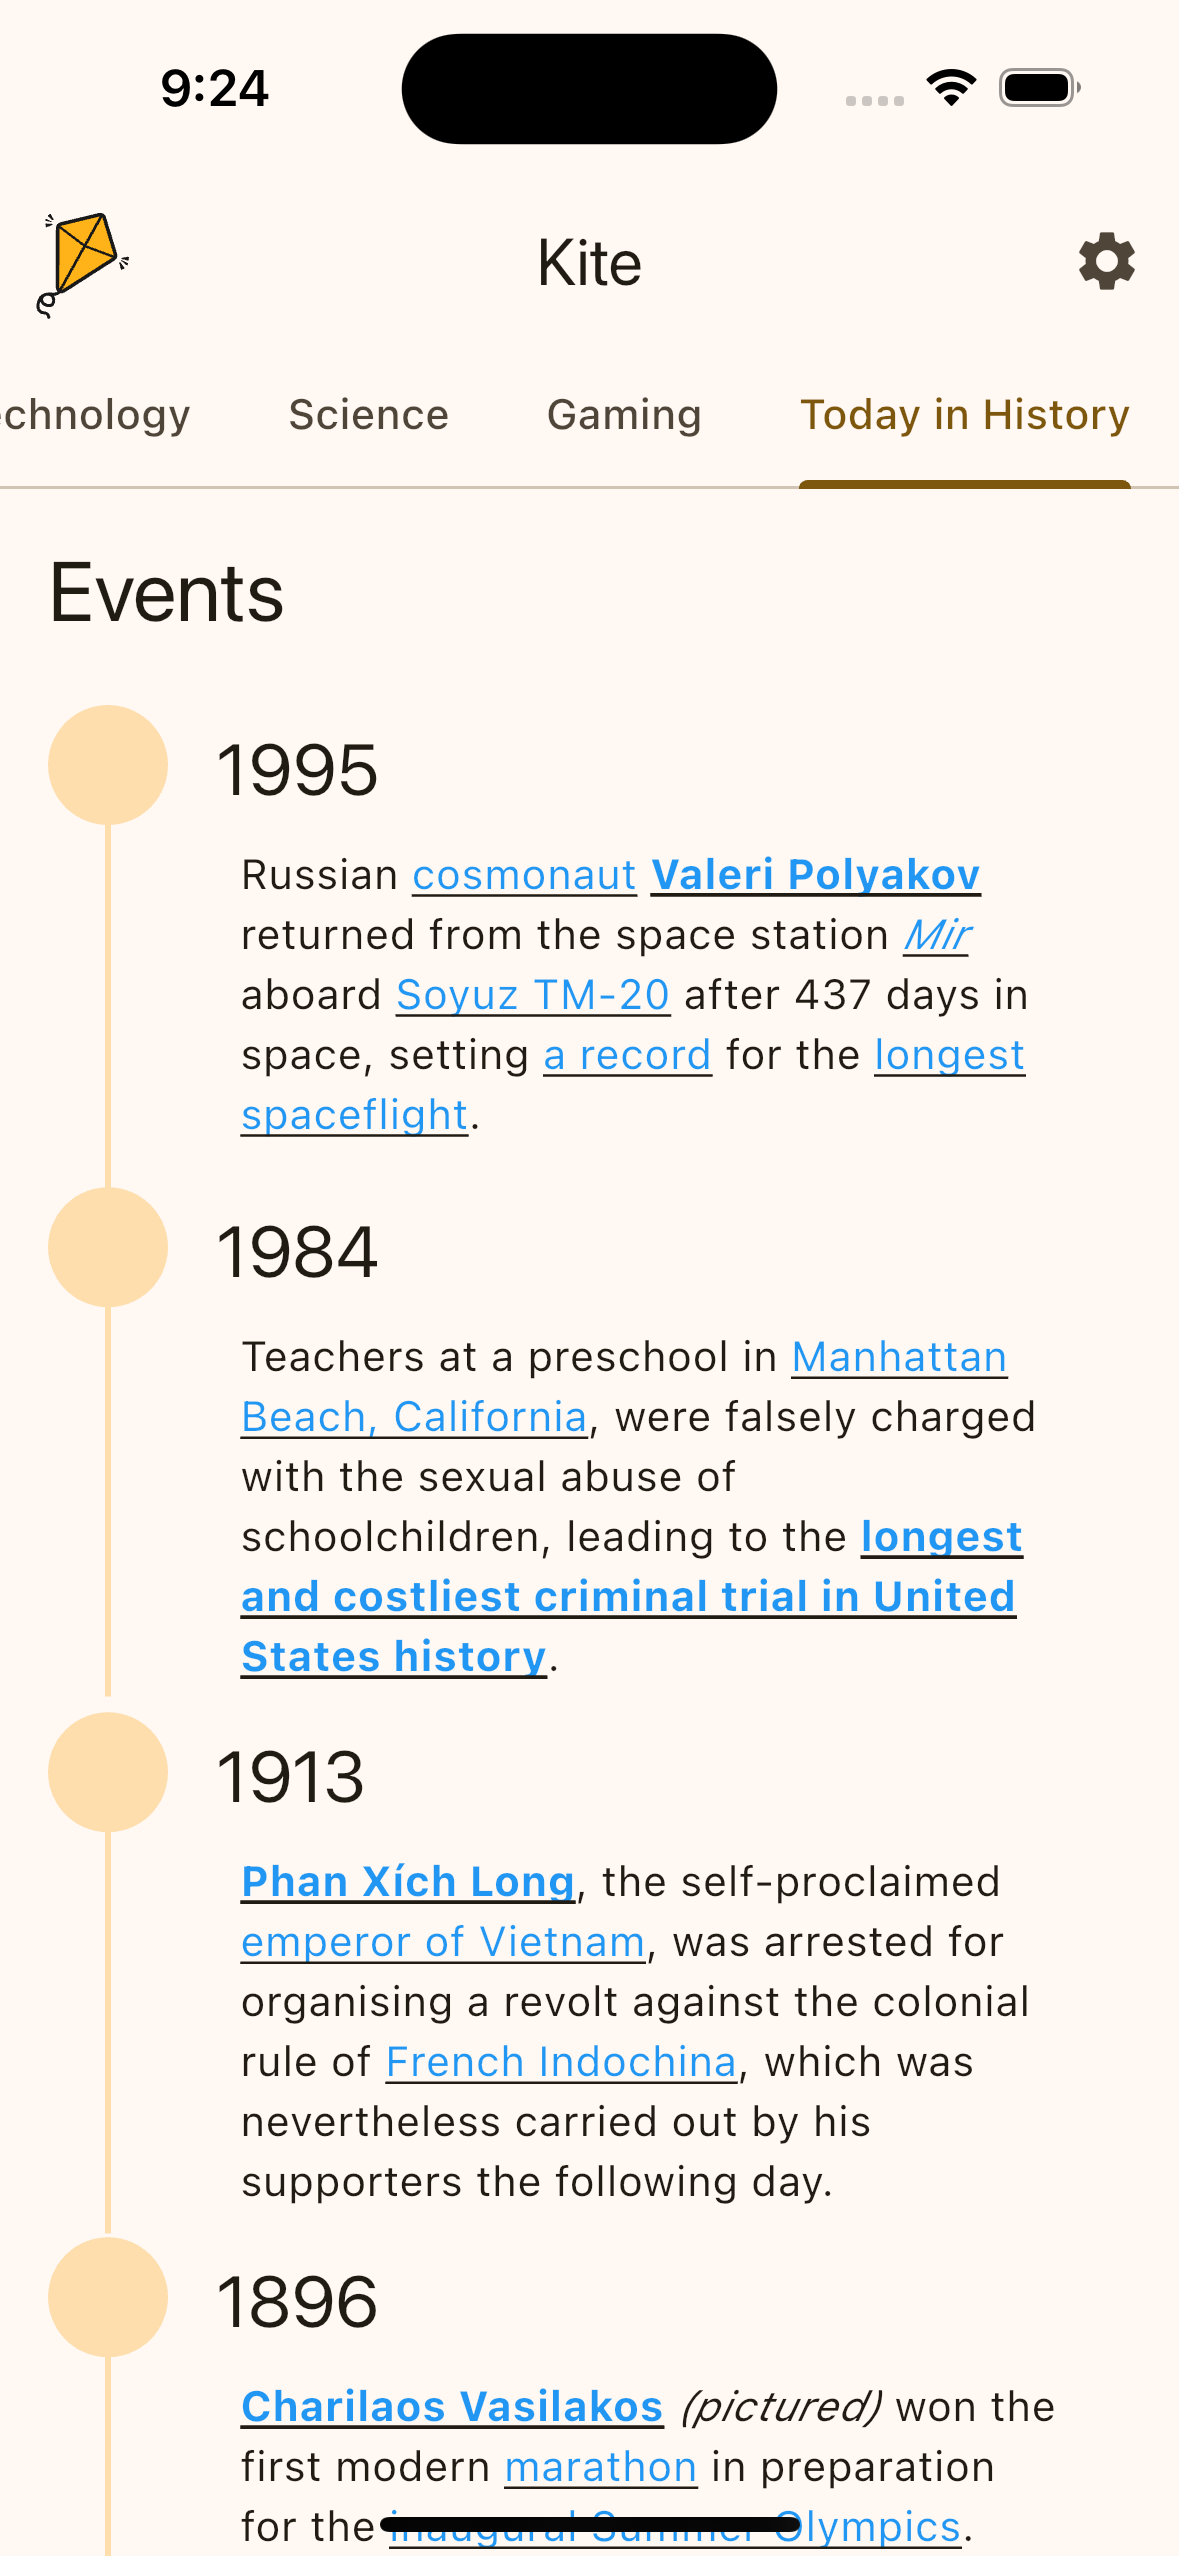 9:24
Kite
echnology Science Gaming Today in History
Events
1995
Russian cosmonaut Valeri Polyakov
returned from the space station Mir
aboard Soyuz TM-20 after 437 days in
space, setting a record for the longest
spaceflight.
1984
Teachers at a preschool in Manhattan
Beach, California, were falsely charged
with the sexual abuse of
schoolchildren, leading to the longest
and costliest criminal trial in United
States history.
1913
Phan Xích Long, the self-proclaimed
emperor of Vietnam, was arrested for
organising a revolt against the colonial
rule of French Indochina, which was
nevertheless carried out by his
supporters the following day.
1896
Charilaos Vasilakos (pictured) won the
first modern marathon in preparation
for the inaugural Summer Olympics.